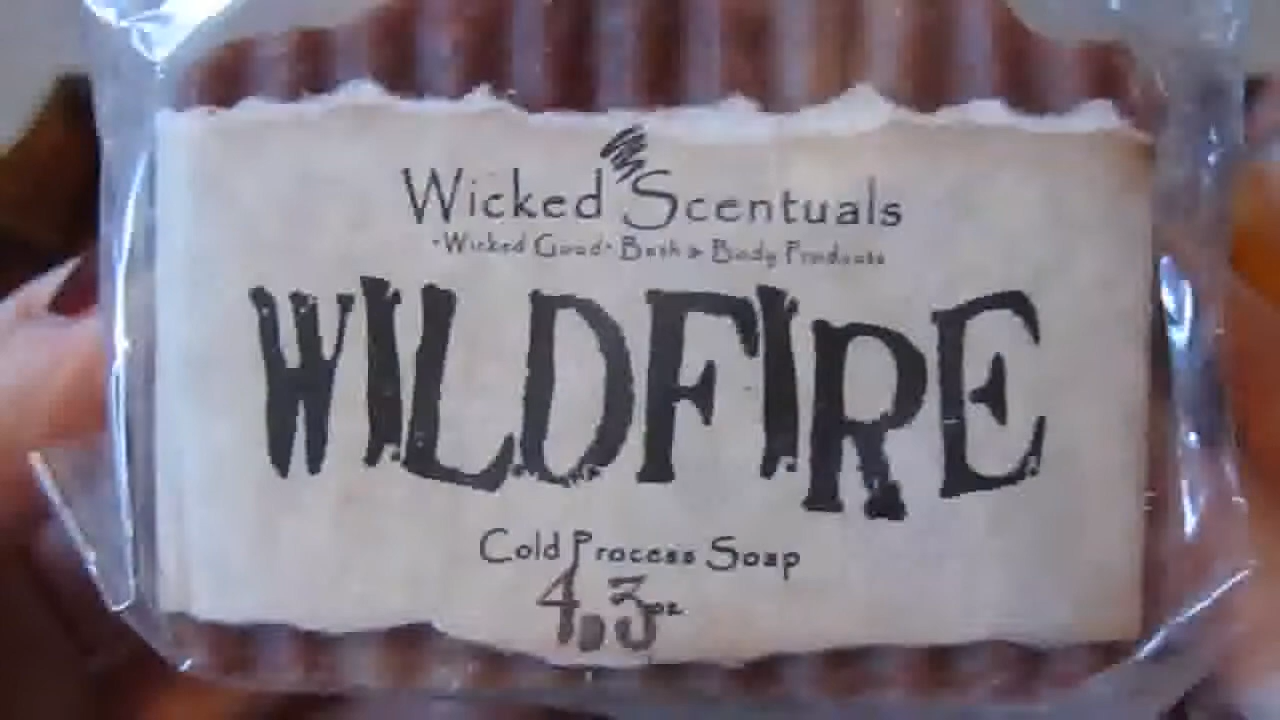 Wicked Scentuals
•Wicked Good• Bath & Body Products
WILDFIRE
Cold Process Soap
4.3oz